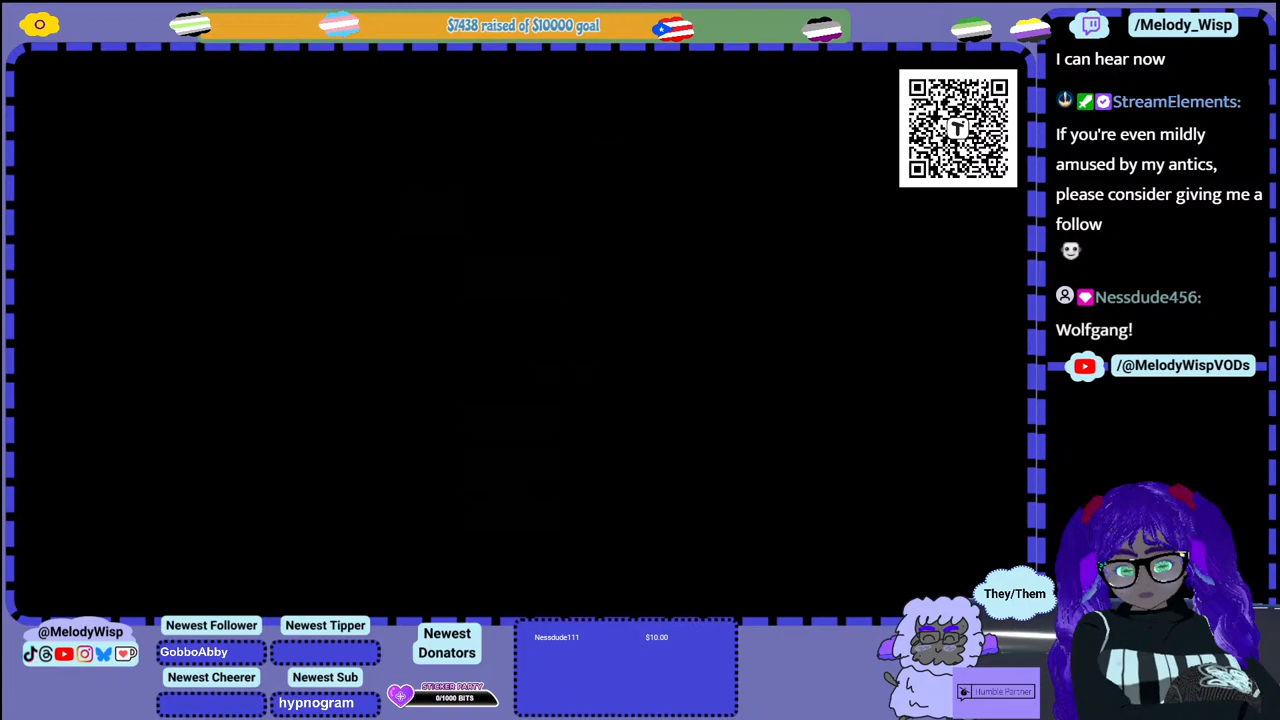 $7438 raised of $10000 goal
/Melody_Wisp
I can hear now
StreamElements:
If you're even mildly
amused by my antics,
please consider giving me a
follow
Nessdude456:
Wolfgang!
/@MelodyWispVODs
They/Them
@MelodyWisp
Newest Follower
GobboAbby
Newest Tipper
Newest Cheerer
Newest Sub
hypnogram
Newest
Donators
STICKER PARTY
0/1000 BITS
Nessdude111 $10.00
Humble Partner